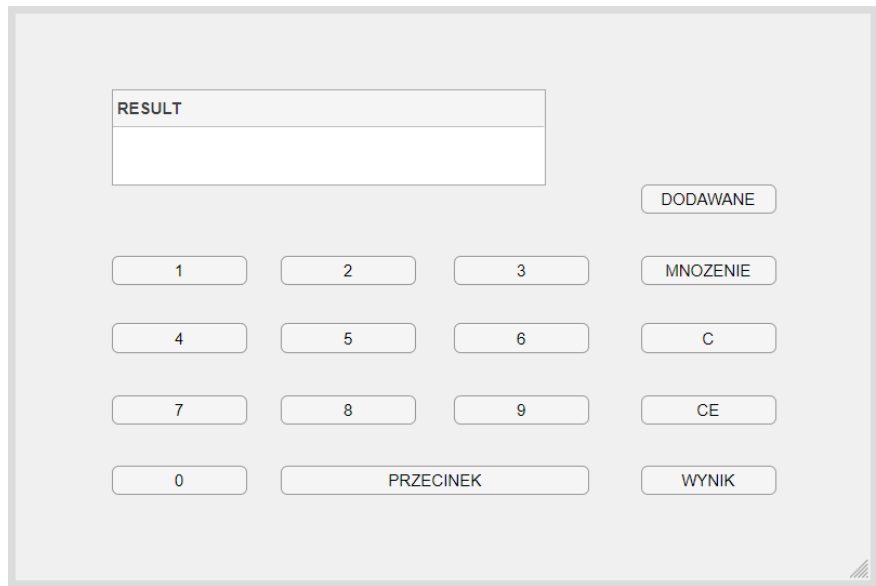 RESULT
DODAWANE
1 2 3 MNOZENIE
4 5 6 C
7 8 9 CE
0 PRZECINEK WYNIK